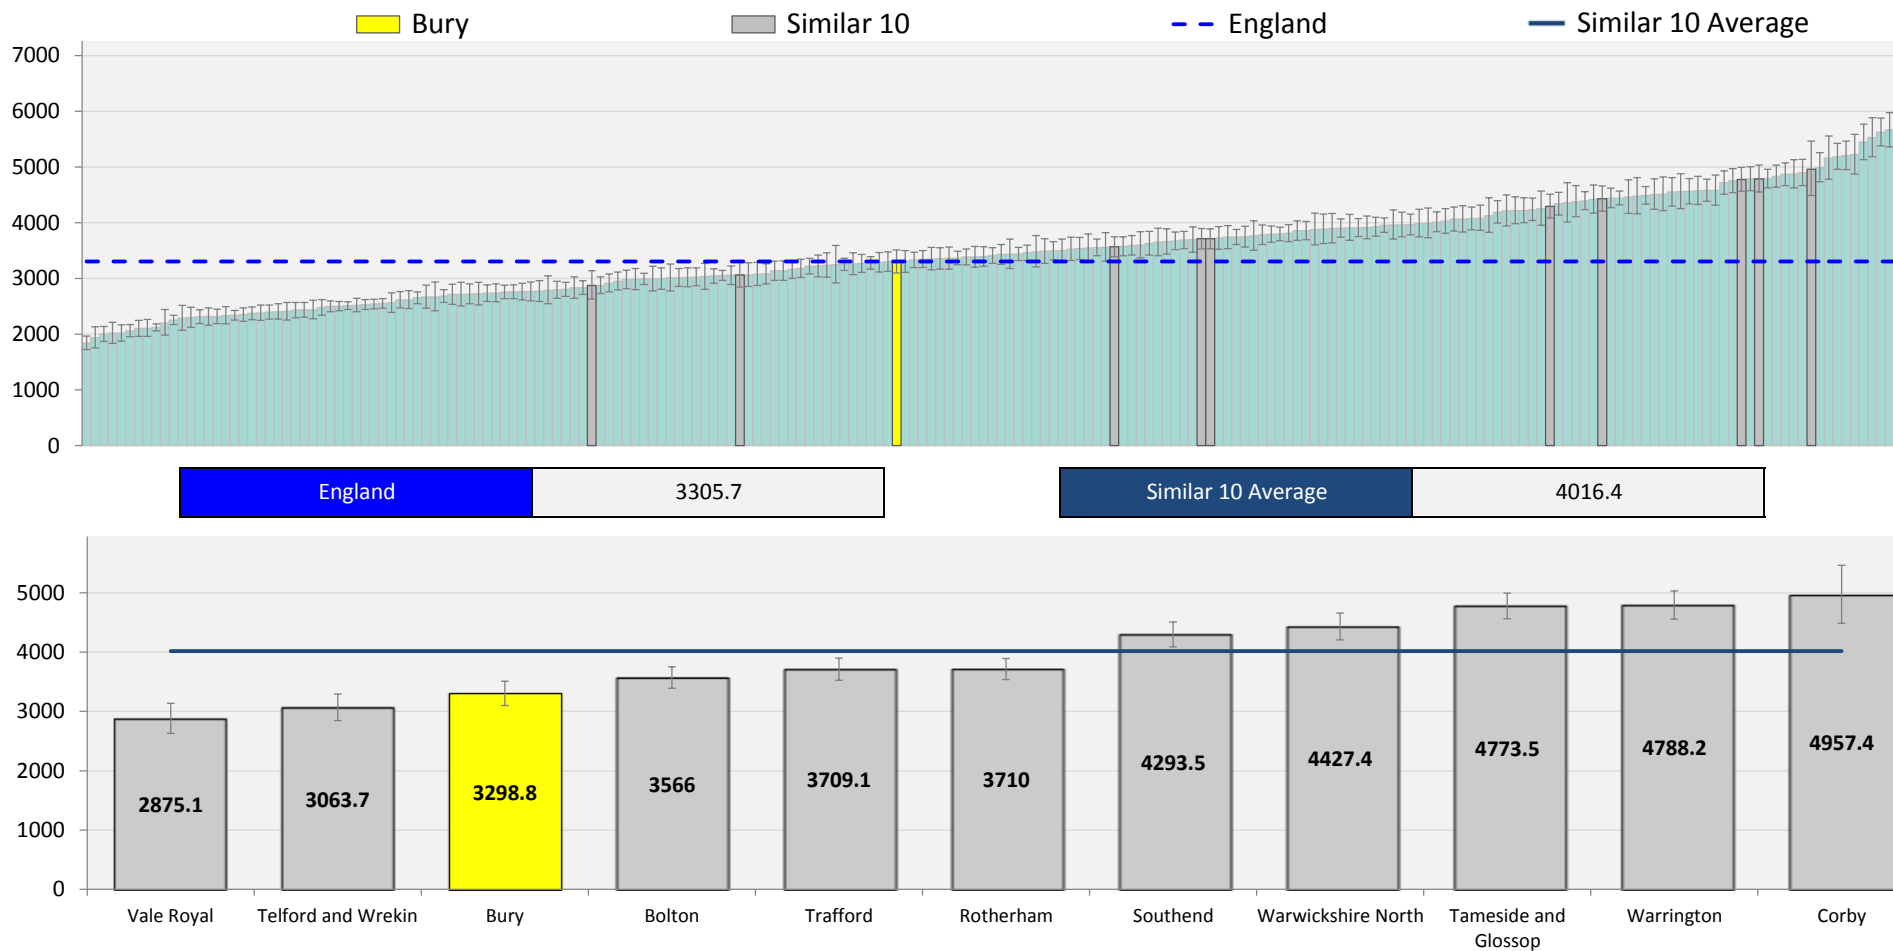 Bury
Similar 10
England
Similar 10 Average
7000
6000
5000
4000
3000
2000
1000
0
England 3305.7
Similar 10 Average 4016.4
5000
4000
3000
2000
1000
0
2875.1
3063.7
3298.8
3566
3709.1
3710
4293.5
4427.4
4773.5
4788.2
4957.4
Vale Royal
Telford and Wrekin
Bury
Bolton
Trafford
Rotherham
Southend
Warwickshire North
Tameside and
Glossop
Warrington
Corby